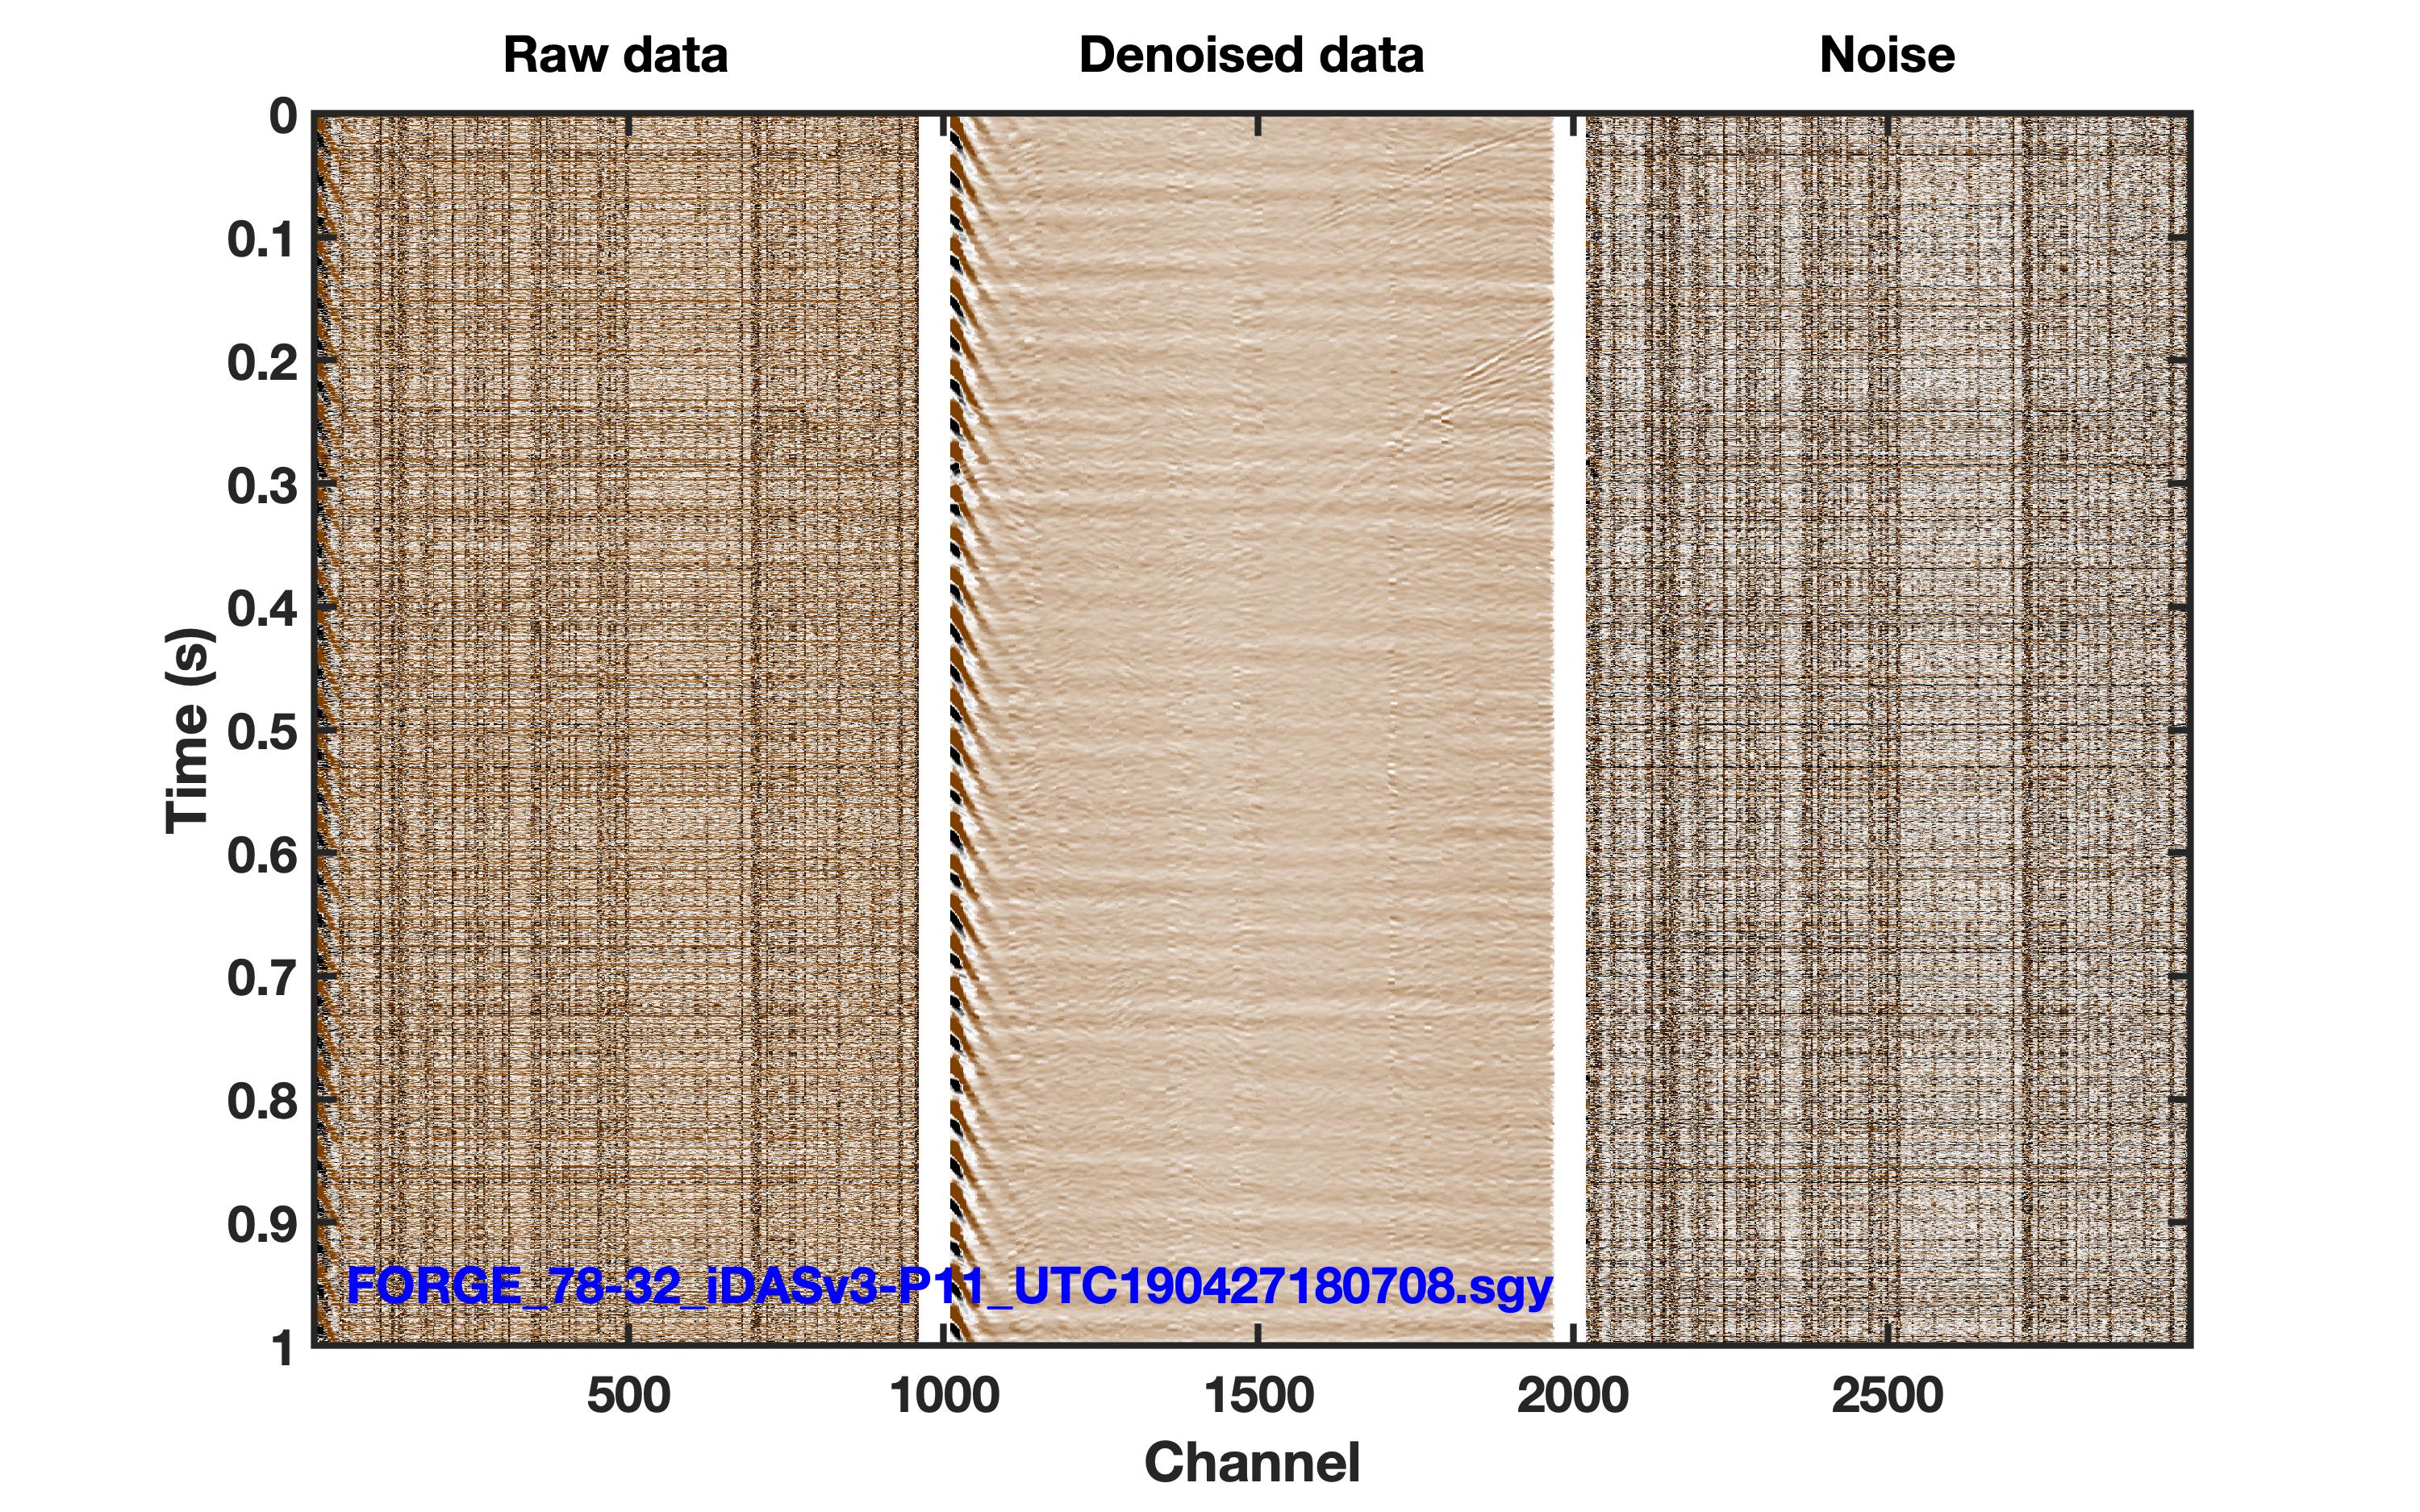 Raw data Denoised data Noise
0
0.1
0.2
0.3
0.4
0.5
0.6
0.7
0.8
0.9
1
Time (s)
FORGE_78-32_iDASv3-P11_UTC190427180708.sgy
500 1000 1500 2000 2500
Channel